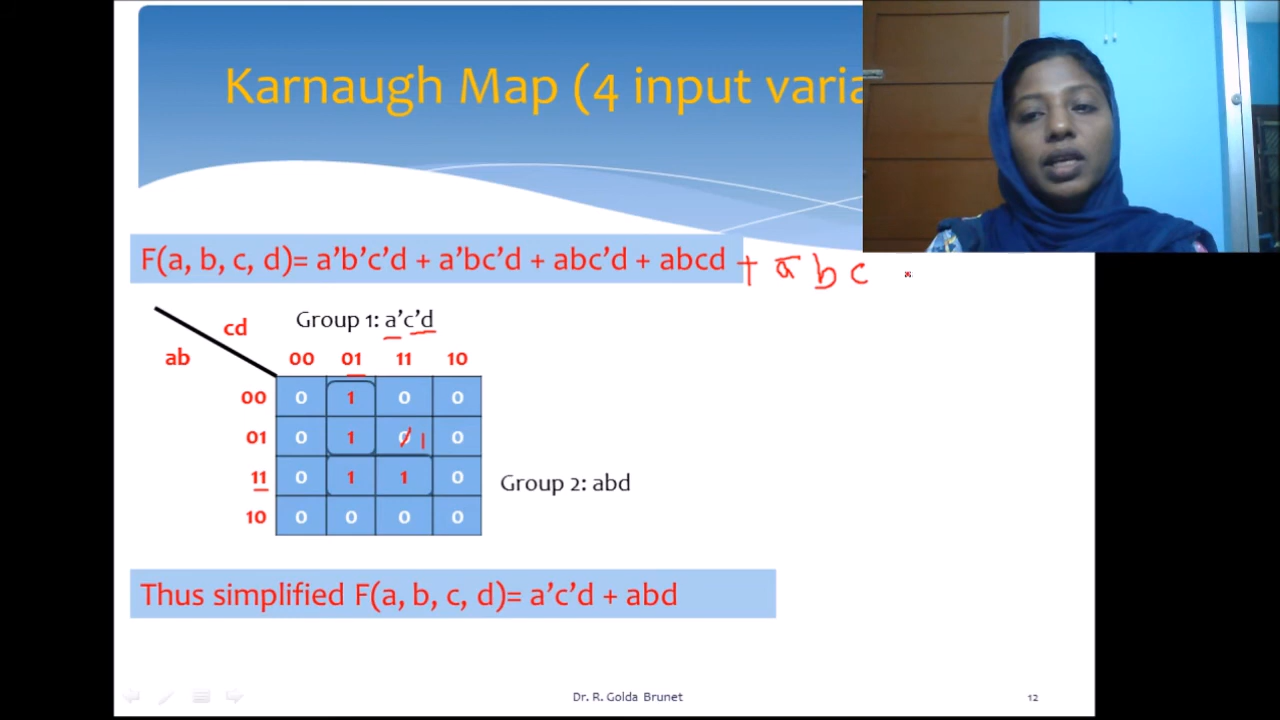 Karnaugh Map (4 input varia
F(a, b, c, d)= a’b’c’d + a’bc’d + abc’d + abcd + a̅ b c
Group 1: a’c’d
cd
ab
00 01 11 10
00 0 1 0 0
01 0 1 0 1 0
11 0 1 1 0
10 0 0 0 0
Group 2: abd
Thus simplified F(a, b, c, d)= a’c’d + abd
Dr. R. Golda Brunet
12